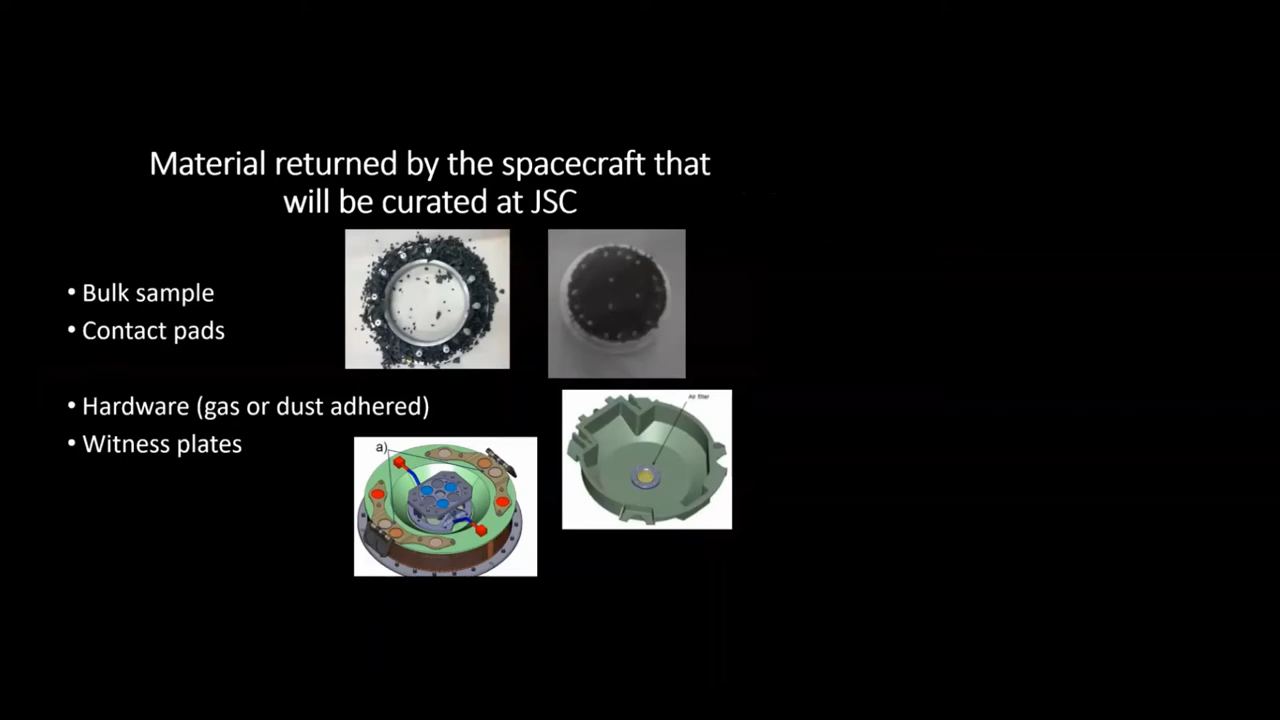 Material returned by the spacecraft that
will be curated at JSC
• Bulk sample
• Contact pads
• Hardware (gas or dust adhered)
• Witness plates
Air filter
a)